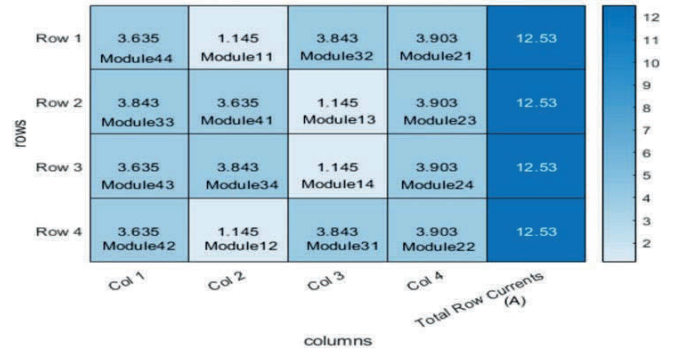 Row 1 3.635 1.145 3.843 3.903 12.53
Module44 Module11 Module32 Module21
Row 2 3.843 3.635 1.145 3.903 12.53
Module33 Module41 Module13 Module23
Row 3 3.635 3.843 1.145 3.903 12.53
Module43 Module34 Module14 Module24
Row 4 3.635 1.145 3.843 3.903 12.53
Module42 Module12 Module31 Module22
rows
Col 1 Col 2 Col 3 Col 4 Total Row Currents
(A)
columns
12
11
10
9
8
7
6
5
4
3
2